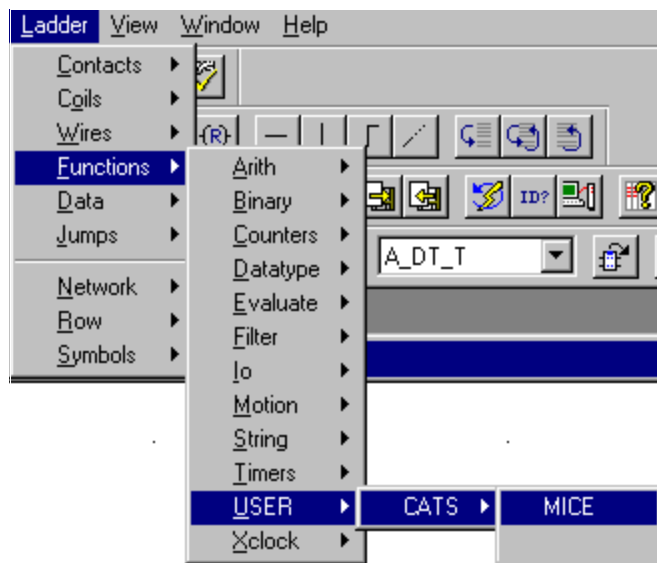 Ladder View Window Help
Contacts
Coils
Wires
(R)
Functions
Arith
Data
Binary
ID?
Jumps
Counters
A_DT_T
Datatype
Network
Evaluate
Row
Filter
Symbols
Io
Motion
String
Timers
USER CATS MICE
Xclock